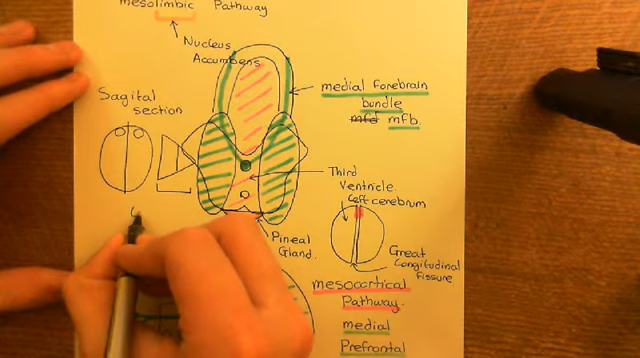 mesolimbic Pathway
Nucleus
Accumbens
Sagital
section
medial forebrain
bundle
mfd mfb.
Third
Ventricle
Left cerebrum
Pineal
Gland.
Great
Longitudinal
fissure
mesocortical
Pathway.
medial
Prefrontal